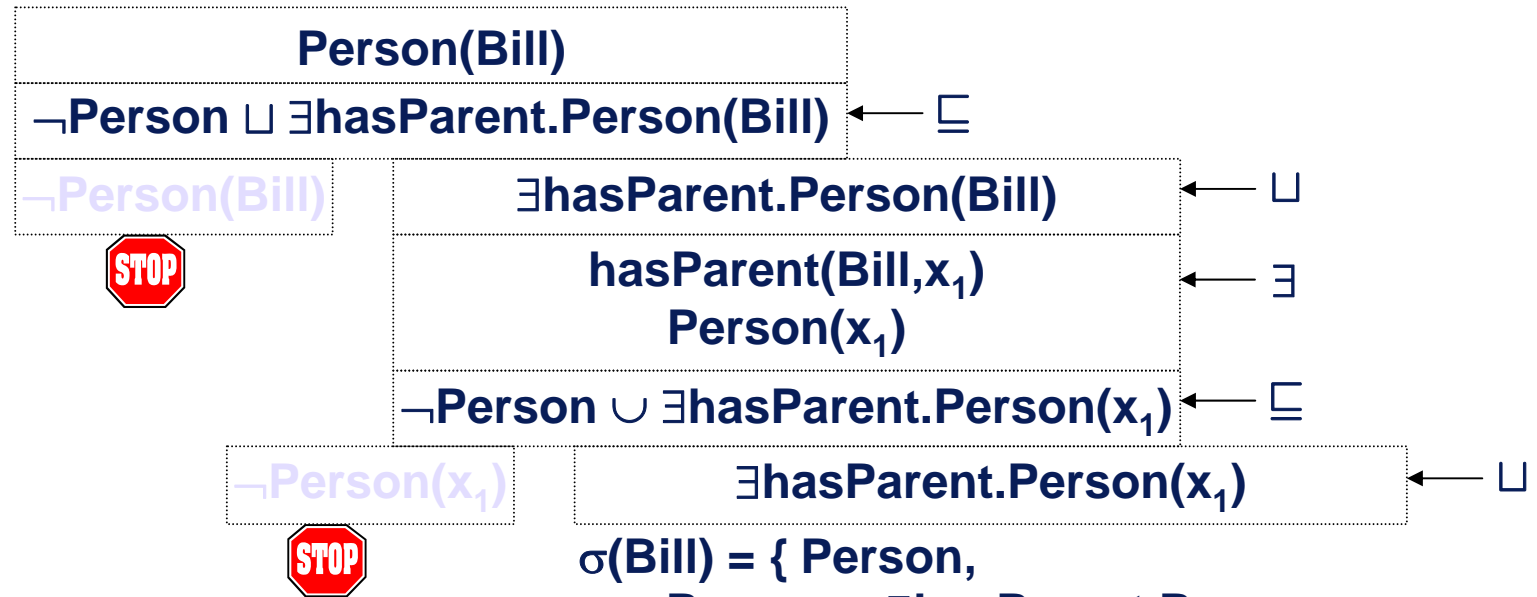 Person(Bill)
¬Person ⊔ ∃hasParent.Person(Bill) ⊑
¬Person(Bill) ∃hasParent.Person(Bill) ⊔
STOP
hasParent(Bill,x₁) ∃
Person(x₁)
¬Person ∪ ∃hasParent.Person(x₁) ⊑
¬Person(x₁) ∃hasParent.Person(x₁) ⊔
STOP
σ(Bill) = { Person,